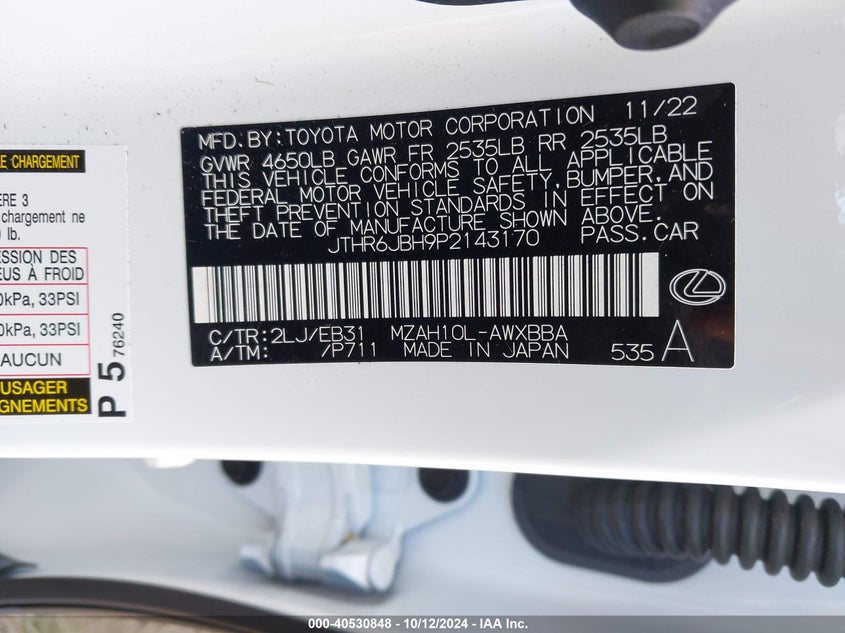 E CHARGEMENT
ERE 3
chargement ne
lb.
ESSION DES
EUS À FROID
0kPa, 33PSI
0kPa, 33PSI
AUCUN
USAGER
GNEMENTS
P 5 76240
MFD. BY: TOYOTA MOTOR CORPORATION 11/22
GVWR 4650LB GAWR FR 2535LB RR 2535LB
THIS VEHICLE CONFORMS TO ALL APPLICABLE
FEDERAL MOTOR VEHICLE SAFETY, BUMPER, AND
THEFT PREVENTION STANDARDS IN EFFECT ON
THE DATE OF MANUFACTURE SHOWN ABOVE.
JTHR6JBH9P2143170 PASS.CAR
C/TR: 2LJ/EB31 MZAH10L-AWXBBA
A/TM: /P711 MADE IN JAPAN 535 A
000-40530848 - 10/12/2024 - IAA Inc.